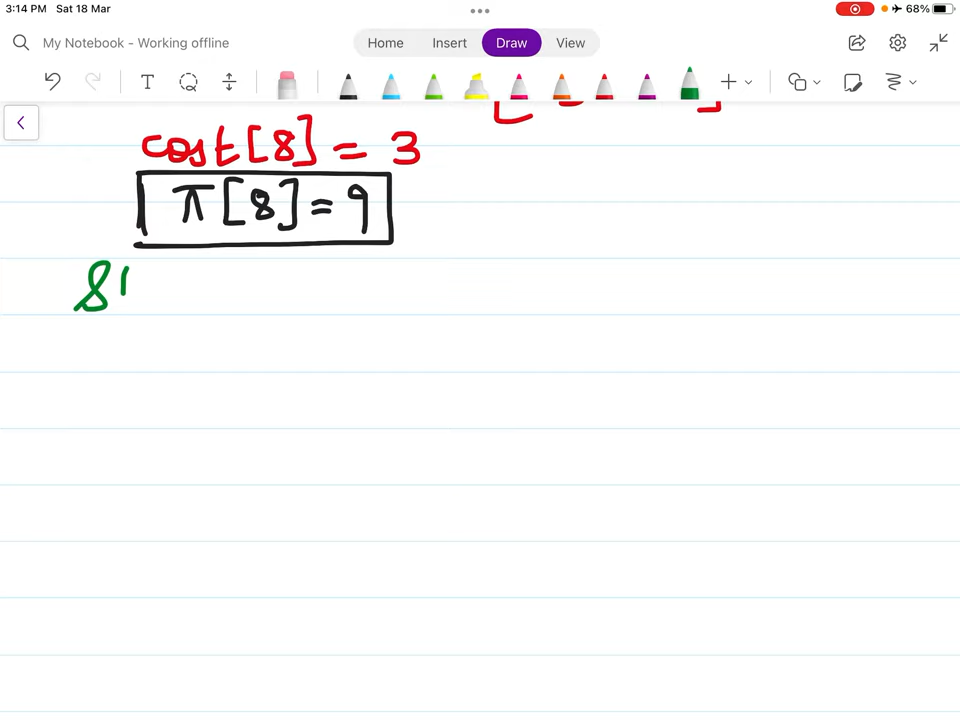 3:14 PM Sat 18 Mar
68%
My Notebook - Working offline
Home Insert Draw View
cost[8] = 3
π[8] = 9